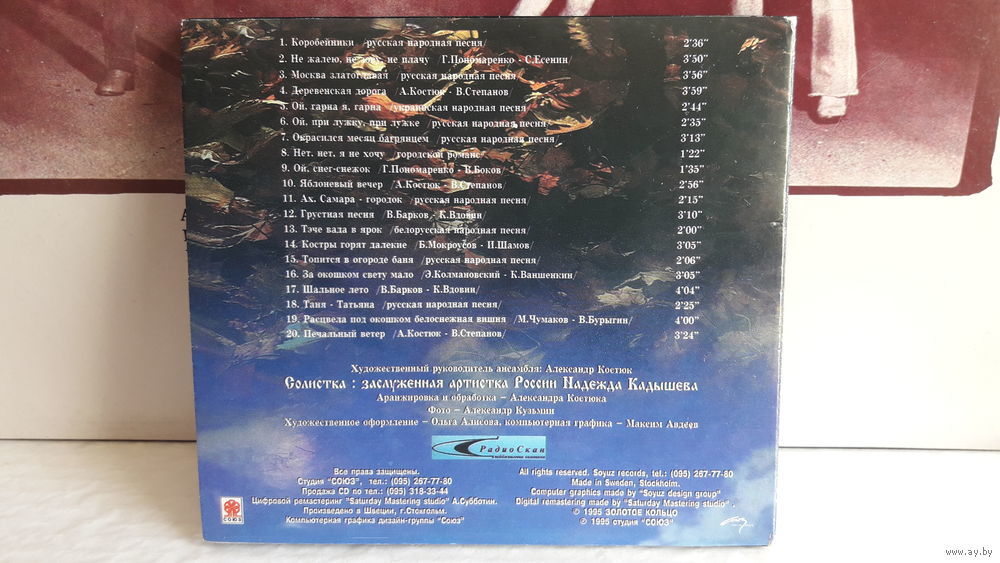 1. Коробейники /русская народная песня/ 2'36"
2. Не жалею, не зову, не плачу Г.Пономаренко - С.Есенин/ 3'50"
3. Москва златоглавая /русская народная песня 3'56"
4. Деревенская дорога /А.Костюк - В.Степанов/ 3'59"
5. Ой, гарна я, гарна украинская народная песня/ 2'44"
6. Ой, при лужку, при лужке /русская народная песня/ 2'35"
7. Окрасился месяц багрянцем /русская народная песня/ 3'13"
8. Нет, нет, я не хочу городской романс/ 1'22"
9. Ой, снег-снежок /Г.Пономаренко - В.Боков/ 1'35"
10. Яблоневый вечер /А.Костюк - В.Степанов/ 2'56"
11. Ах, Самара - городок /русская народная песня/ 2'15"
12. Грустная песня /В.Барков - К.Вдовин/ 3'10"
13. Тэче вада в ярок /белорусская народная песня/ 2'00"
14. Костры горят далекие /Б.Мокроусов - И.Шамов/ 3'05"
15. Топится в огороде баня /русская народная песня/ 2'06"
16. За окошком свету мало /Э.Колмановский - К.Ваншенкин/ 3'05"
17. Шальное лето /В.Барков - К.Вдовин/ 4'04"
18. Таня - Татьяна /русская народная песня/ 2'25"
19. Расцвела под окошком белоснежная вишня /М.Чумаков - В.Бурыгин/ 4'00"
20. Печальный ветер /А.Костюк - В.Степанов/ 3'24"
Художественный руководитель ансамбля: Александр Костюк
Солистка : заслуженная артистка России Надежда Кадышева
Аранжировка и обработка – Александра Костюка
Фото – Александр Кузьмин
Художественное оформление – Ольга Алисова, компьютерная графика – Максим Авдеев
РадиоСкан
Все права защищены.
Студия "СОЮЗ", тел.: (095) 267-77-80
Продажа CD по тел.: (095) 318-33-44
Цифровой ремастеринг "Saturday Mastering studio" А.Субботин.
Произведено в Швеции, г.Стокгольм.
Компьютерная графика дизайн-группы "Союз"
All rights reserved. Soyuz records, tel.: (095) 267-77-80
Made in Sweden, Stockholm.
Computer graphics made by "Soyuz design group"
Digital remastering made by "Saturday Mastering studio" .
© 1995 ЗОЛОТОЕ КОЛЬЦО
© 1995 студия "СОЮЗ"
СОЮЗ
www.ay.by